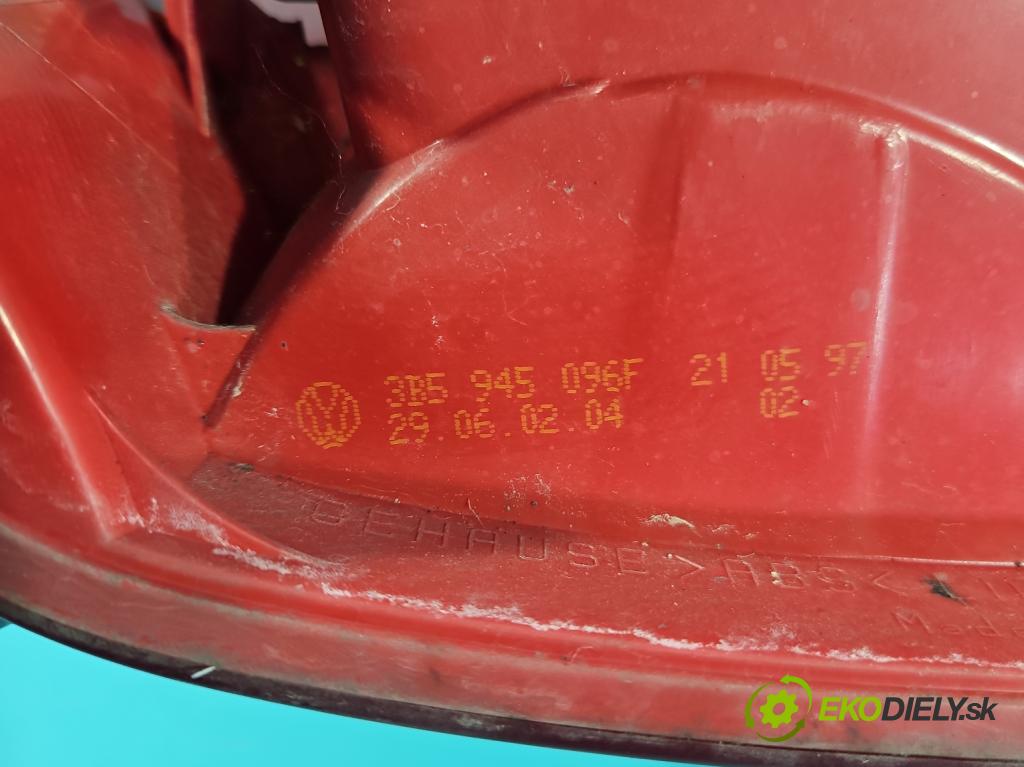 3B5 945 096F 21 05 97
29.06.02.04 02
GEHAUSE >ABS<
EKODIELY.sk